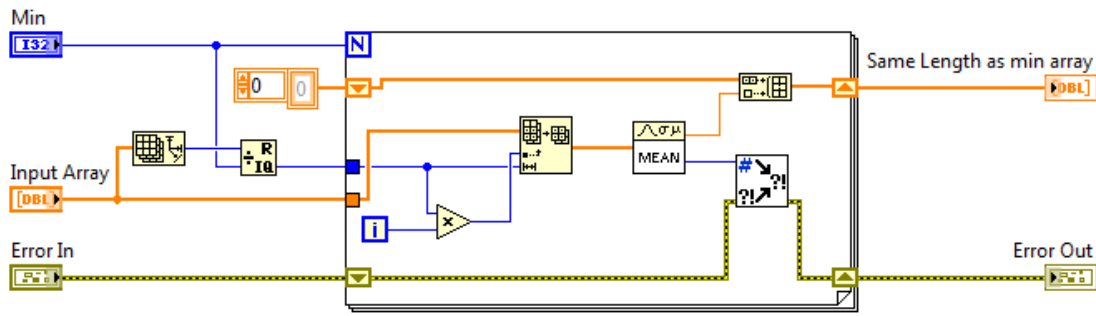 Min
I32
N
0
0
Same Length as min array
DBL]
R
IQ
MEAN
σμ
#
?!
?!
Input Array
[DBL
×
i
Error In
Error Out